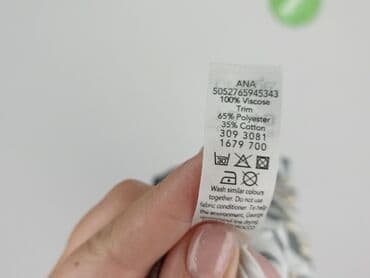 ANA
5052765945343
100% Viscose
Trim
65% Polyester
35% Cotton
309 3081
1679 700
Wash similar colours
together. Do not use
fabric conditioner. To help
the environment, George